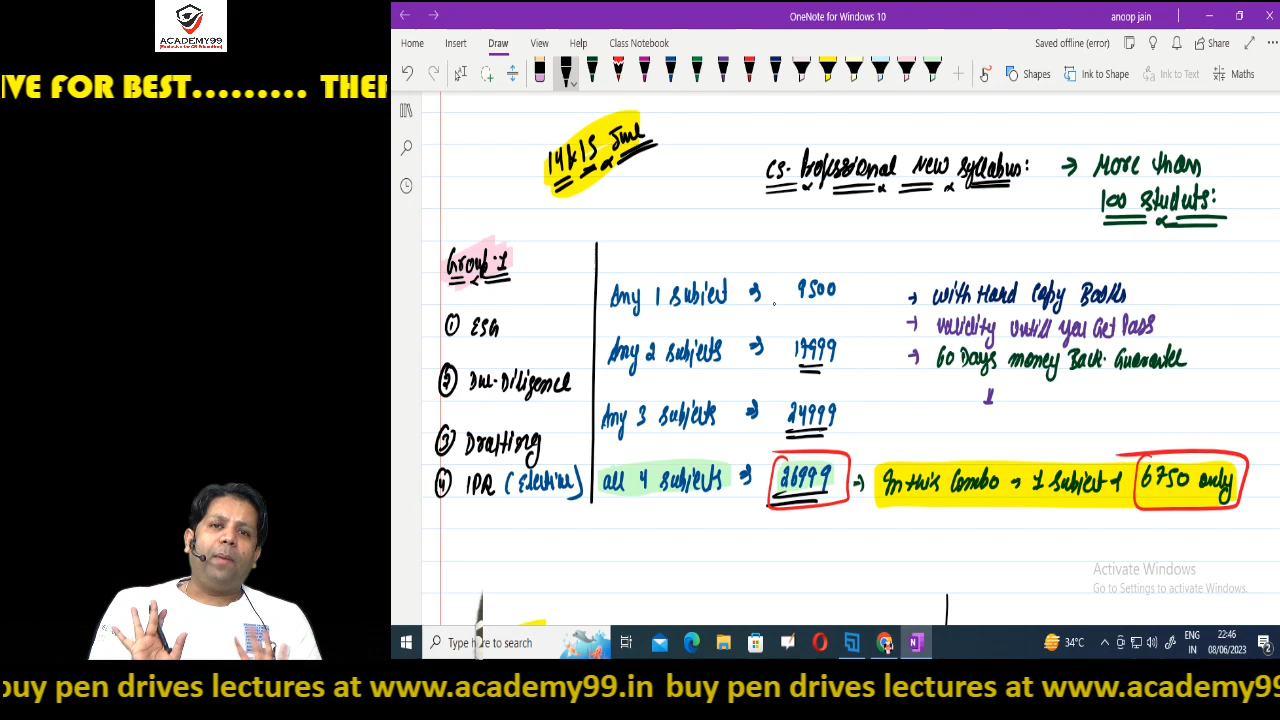 ACADEMY99
IVE FOR BEST......... THEI
OneNote for Windows 10
anoop jain
Home Insert Draw View Help Class Notebook
Saved offline (error)
Share
Shapes
Ink to Shape
Ink to Text
Maths
14 & 15 June
CS-Professional New Syllabus:
→ More than
100 students:
Group-1
① ESG
② Due-Diligence
③ Drafting
④ IPR (Elective)
Any 1 subject ⇒ 9500
Any 2 subjects ⇒ 17999
Any 3 subjects ⇒ 24999
all 4 subjects ⇒ 26999 ⇒ In this Combo → 1 Subject
6750 only
→ with Hard Copy Books
→ Validity untill you Get Pass
→ 60 Days money Back Guarantee
Activate Windows
Go to Settings to activate Windows.
Type here to search
34°C
ENG
IN
22:46
08/06/2023
2
buy pen drives lectures at www.academy99.in buy pen drives lectures at www.academy99